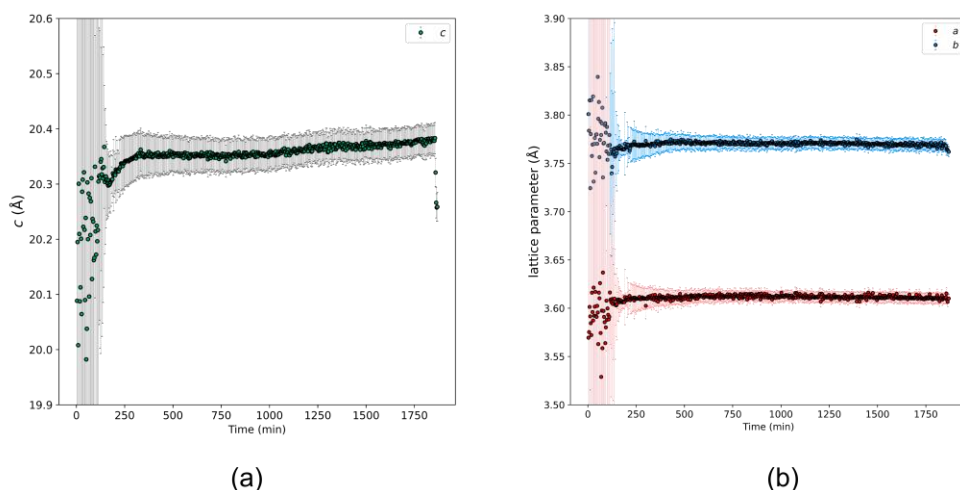 20.6
20.5
20.4
20.3
20.2
20.1
20.0
19.9
c (Å)
0 250 500 750 1000 1250 1500 1750
Time (min)
c
(a)
3.90
3.85
3.80
3.75
3.70
3.65
3.60
3.55
3.50
lattice parameter (Å)
0 250 500 750 1000 1250 1500 1750
Time (min)
a
b
(b)